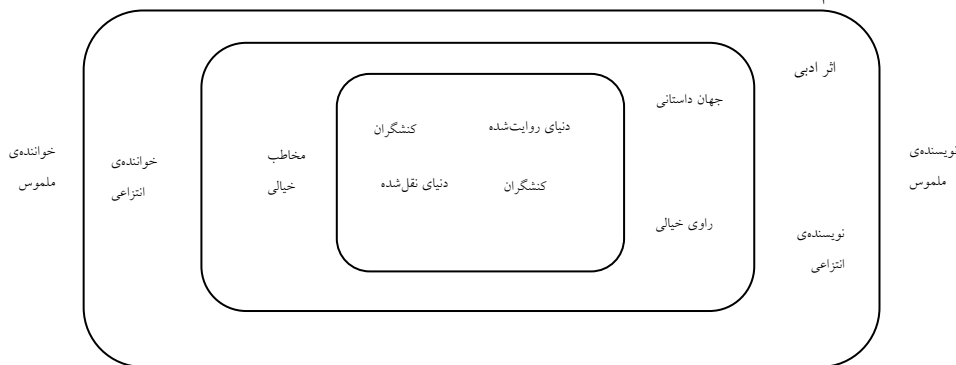 اثر ادبی
جهان داستانی
دنیای روایت‌شده
کنشگران
نویسنده‌ی
ملموس
خواننده‌ی
انتزاعی
مخاطب
خیالی
خواننده‌ی
ملموس
کنشگران
دنیای نقل‌شده
راوی خیالی
نویسنده‌ی
انتزاعی